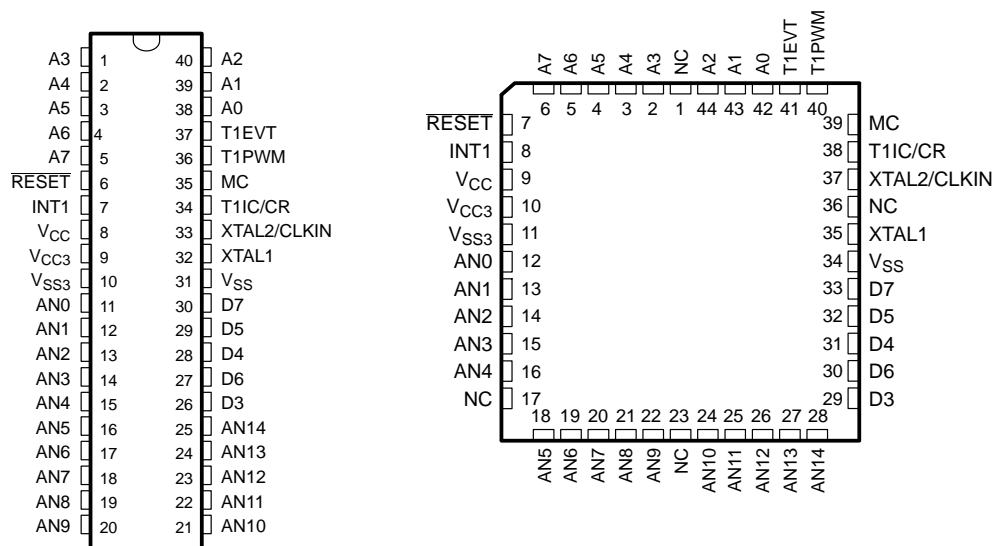 A3 1 40 A2
A4 2 39 A1
A5 3 38 A0
A6 4 37 T1EVT
A7 5 36 T1PWM
RESET 6 35 MC
INT1 7 34 T1IC/CR
VCC 8 33 XTAL2/CLKIN
VCC3 9 32 XTAL1
VSS3 10 31 VSS
AN0 11 30 D7
AN1 12 29 D5
AN2 13 28 D4
AN3 14 27 D6
AN4 15 26 D3
AN5 16 25 AN14
AN6 17 24 AN13
AN7 18 23 AN12
AN8 19 22 AN11
AN9 20 21 AN10
A7 A6 A5 A4 A3 NC A2 A1 A0 T1EVT T1PWM
6 5 4 3 2 1 44 43 42 41 40
RESET 7 39 MC
INT1 8 38 T1IC/CR
VCC 9 37 XTAL2/CLKIN
VCC3 10 36 NC
VSS3 11 35 XTAL1
AN0 12 34 VSS
AN1 13 33 D7
AN2 14 32 D5
AN3 15 31 D4
AN4 16 30 D6
NC 17 29 D3
18 19 20 21 22 23 24 25 26 27 28
AN5 AN6 AN7 AN8 AN9 NC AN10 AN11 AN12 AN13 AN14